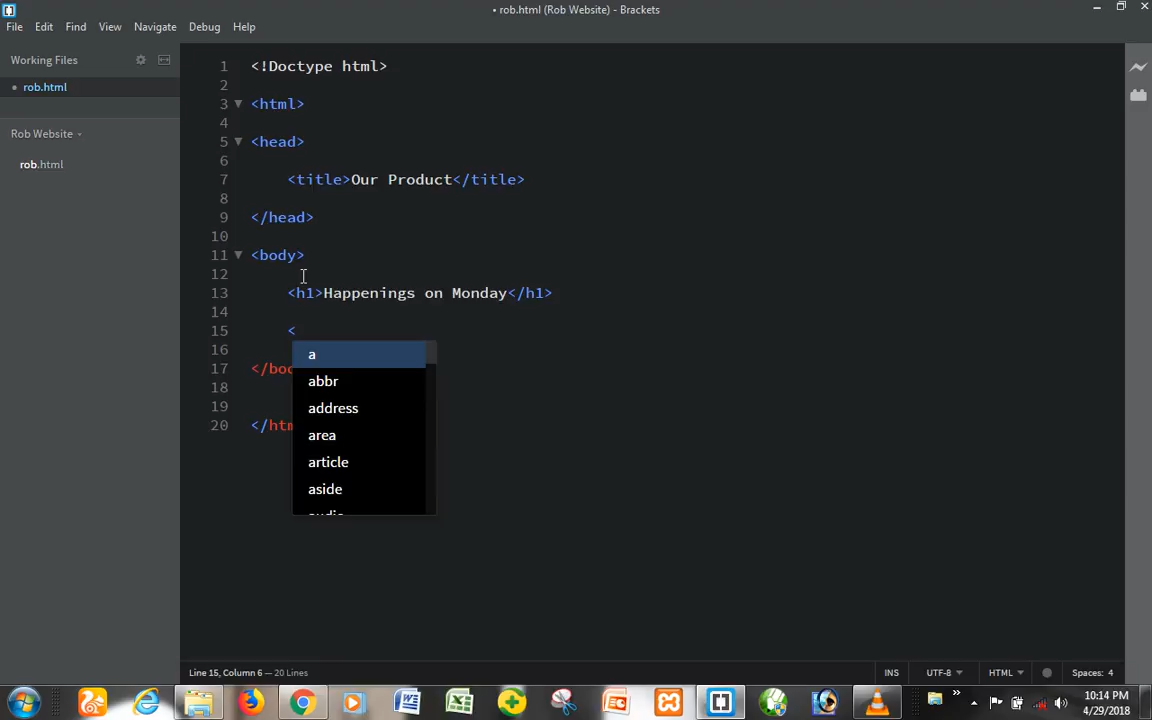 • rob.html (Rob Website) - Brackets
File Edit Find View Navigate Debug Help
Working Files
• rob.html
Rob Website
rob.html
1 <!Doctype html>
2
3 <html>
4
5 <head>
6
7 <title>Our Product</title>
8
9 </head>
10
11 <body>
12
13 <h1>Happenings on Monday</h1>
14
15 <
16
17 </bod
18
19
20 </htm
a
abbr
address
area
article
aside
Line 15, Column 6 — 20 Lines
INS UTF-8 HTML Spaces: 4
10:14 PM
4/29/2018